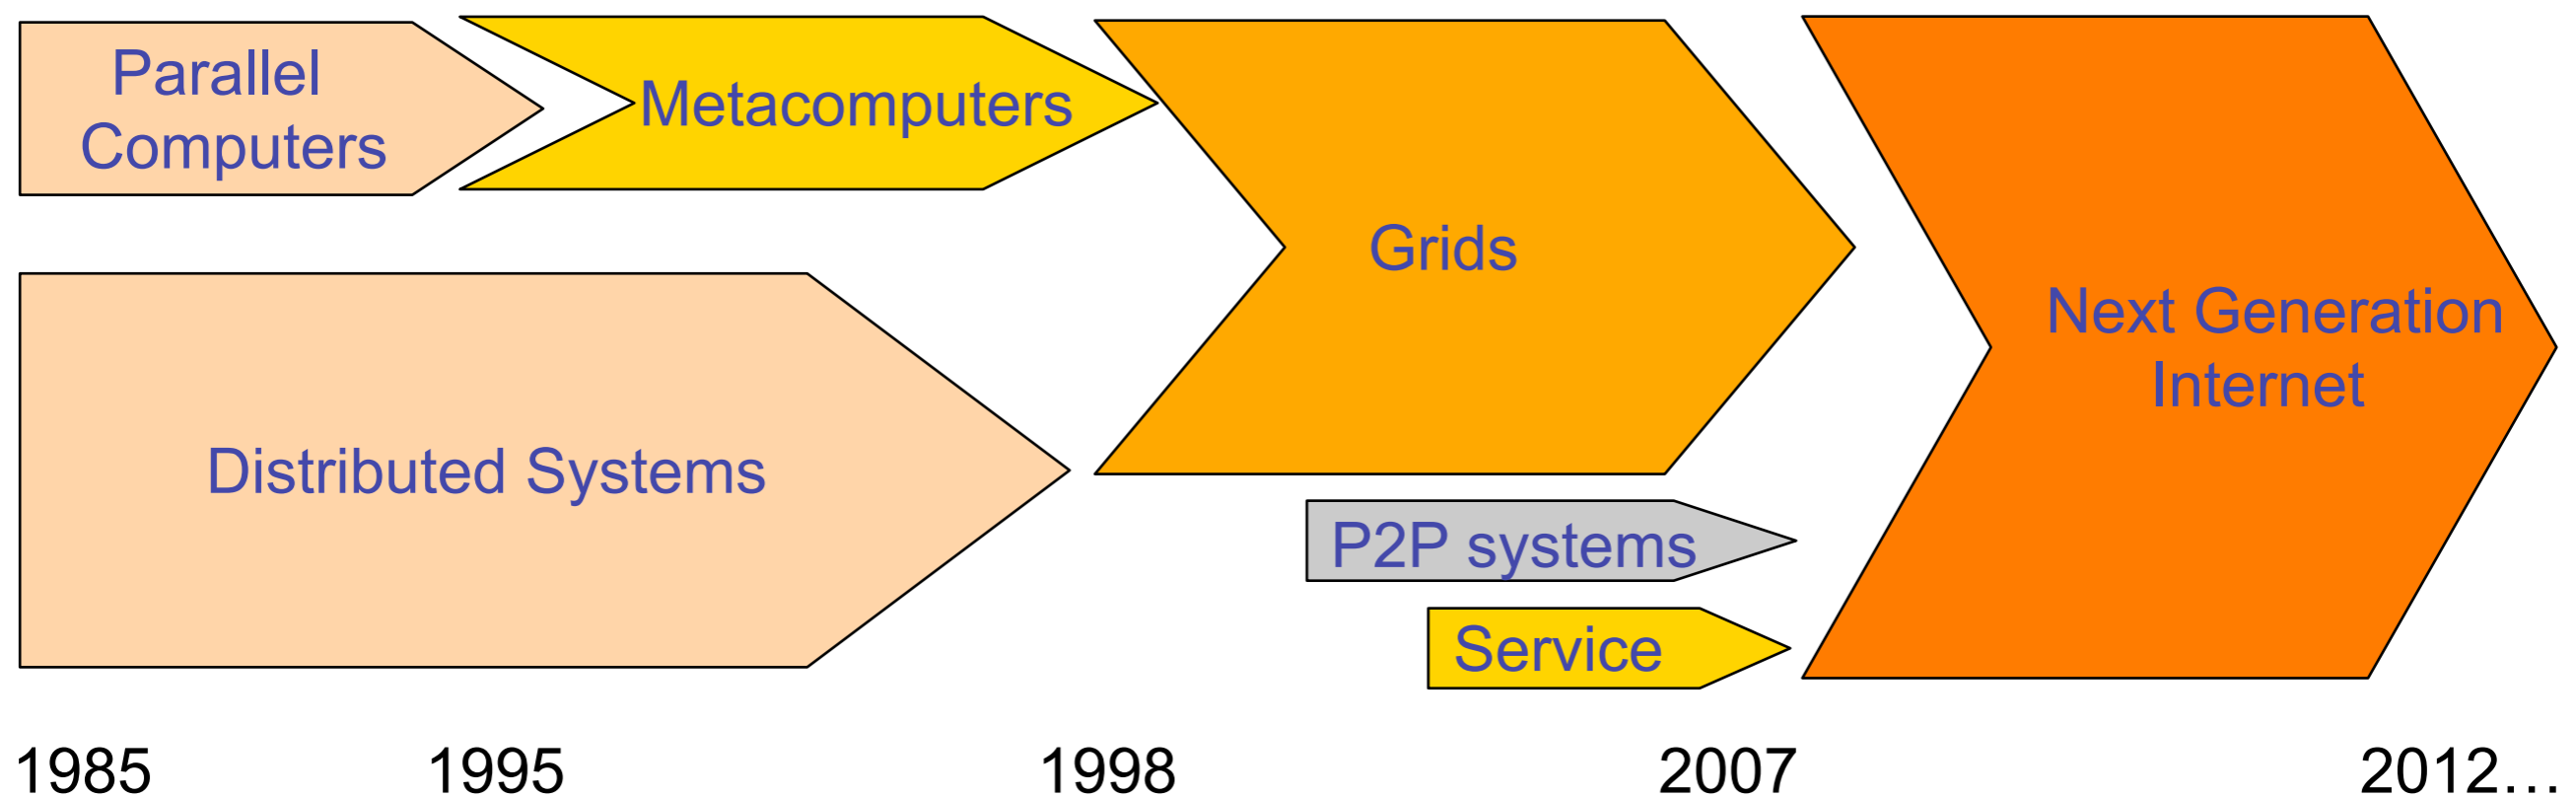 Parallel
Computers
Metacomputers
Grids
Next Generation
Internet
Distributed Systems
P2P systems
Service
1985 1995 1998 2007 2012…